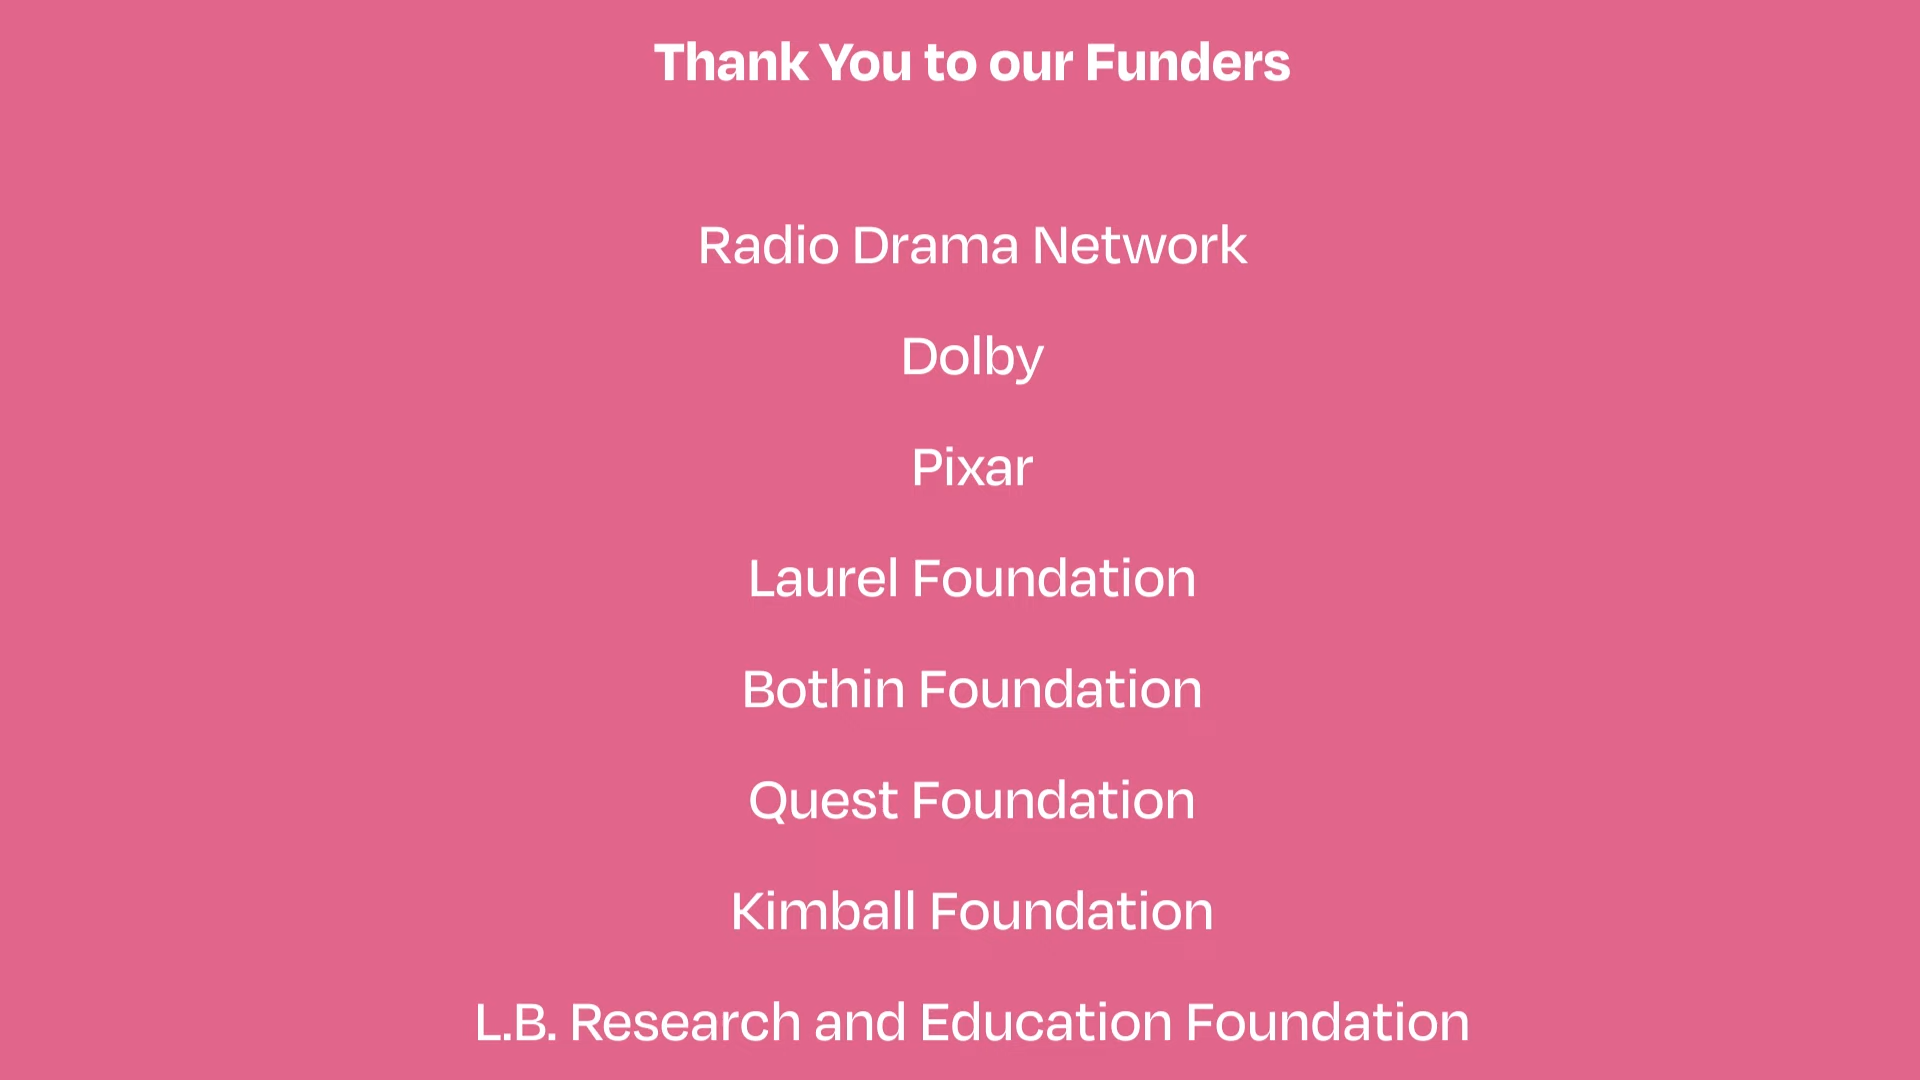 Thank You to our Funders
Radio Drama Network
Dolby
Pixar
Laurel Foundation
Bothin Foundation
Quest Foundation
Kimball Foundation
L.B. Research and Education Foundation